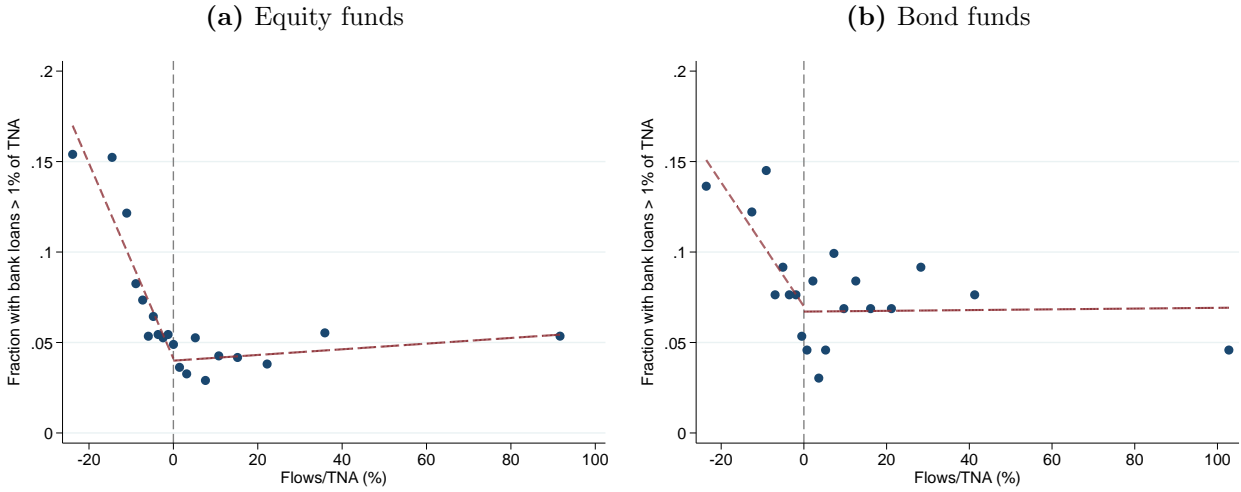 (a) Equity funds
Fraction with bank loans > 1% of TNA
.2
.15
.1
.05
0
-20 0 20 40 60 80 100
Flows/TNA (%)
(b) Bond funds
Fraction with bank loans > 1% of TNA
.2
.15
.1
.05
0
-20 0 20 40 60 80 100
Flows/TNA (%)